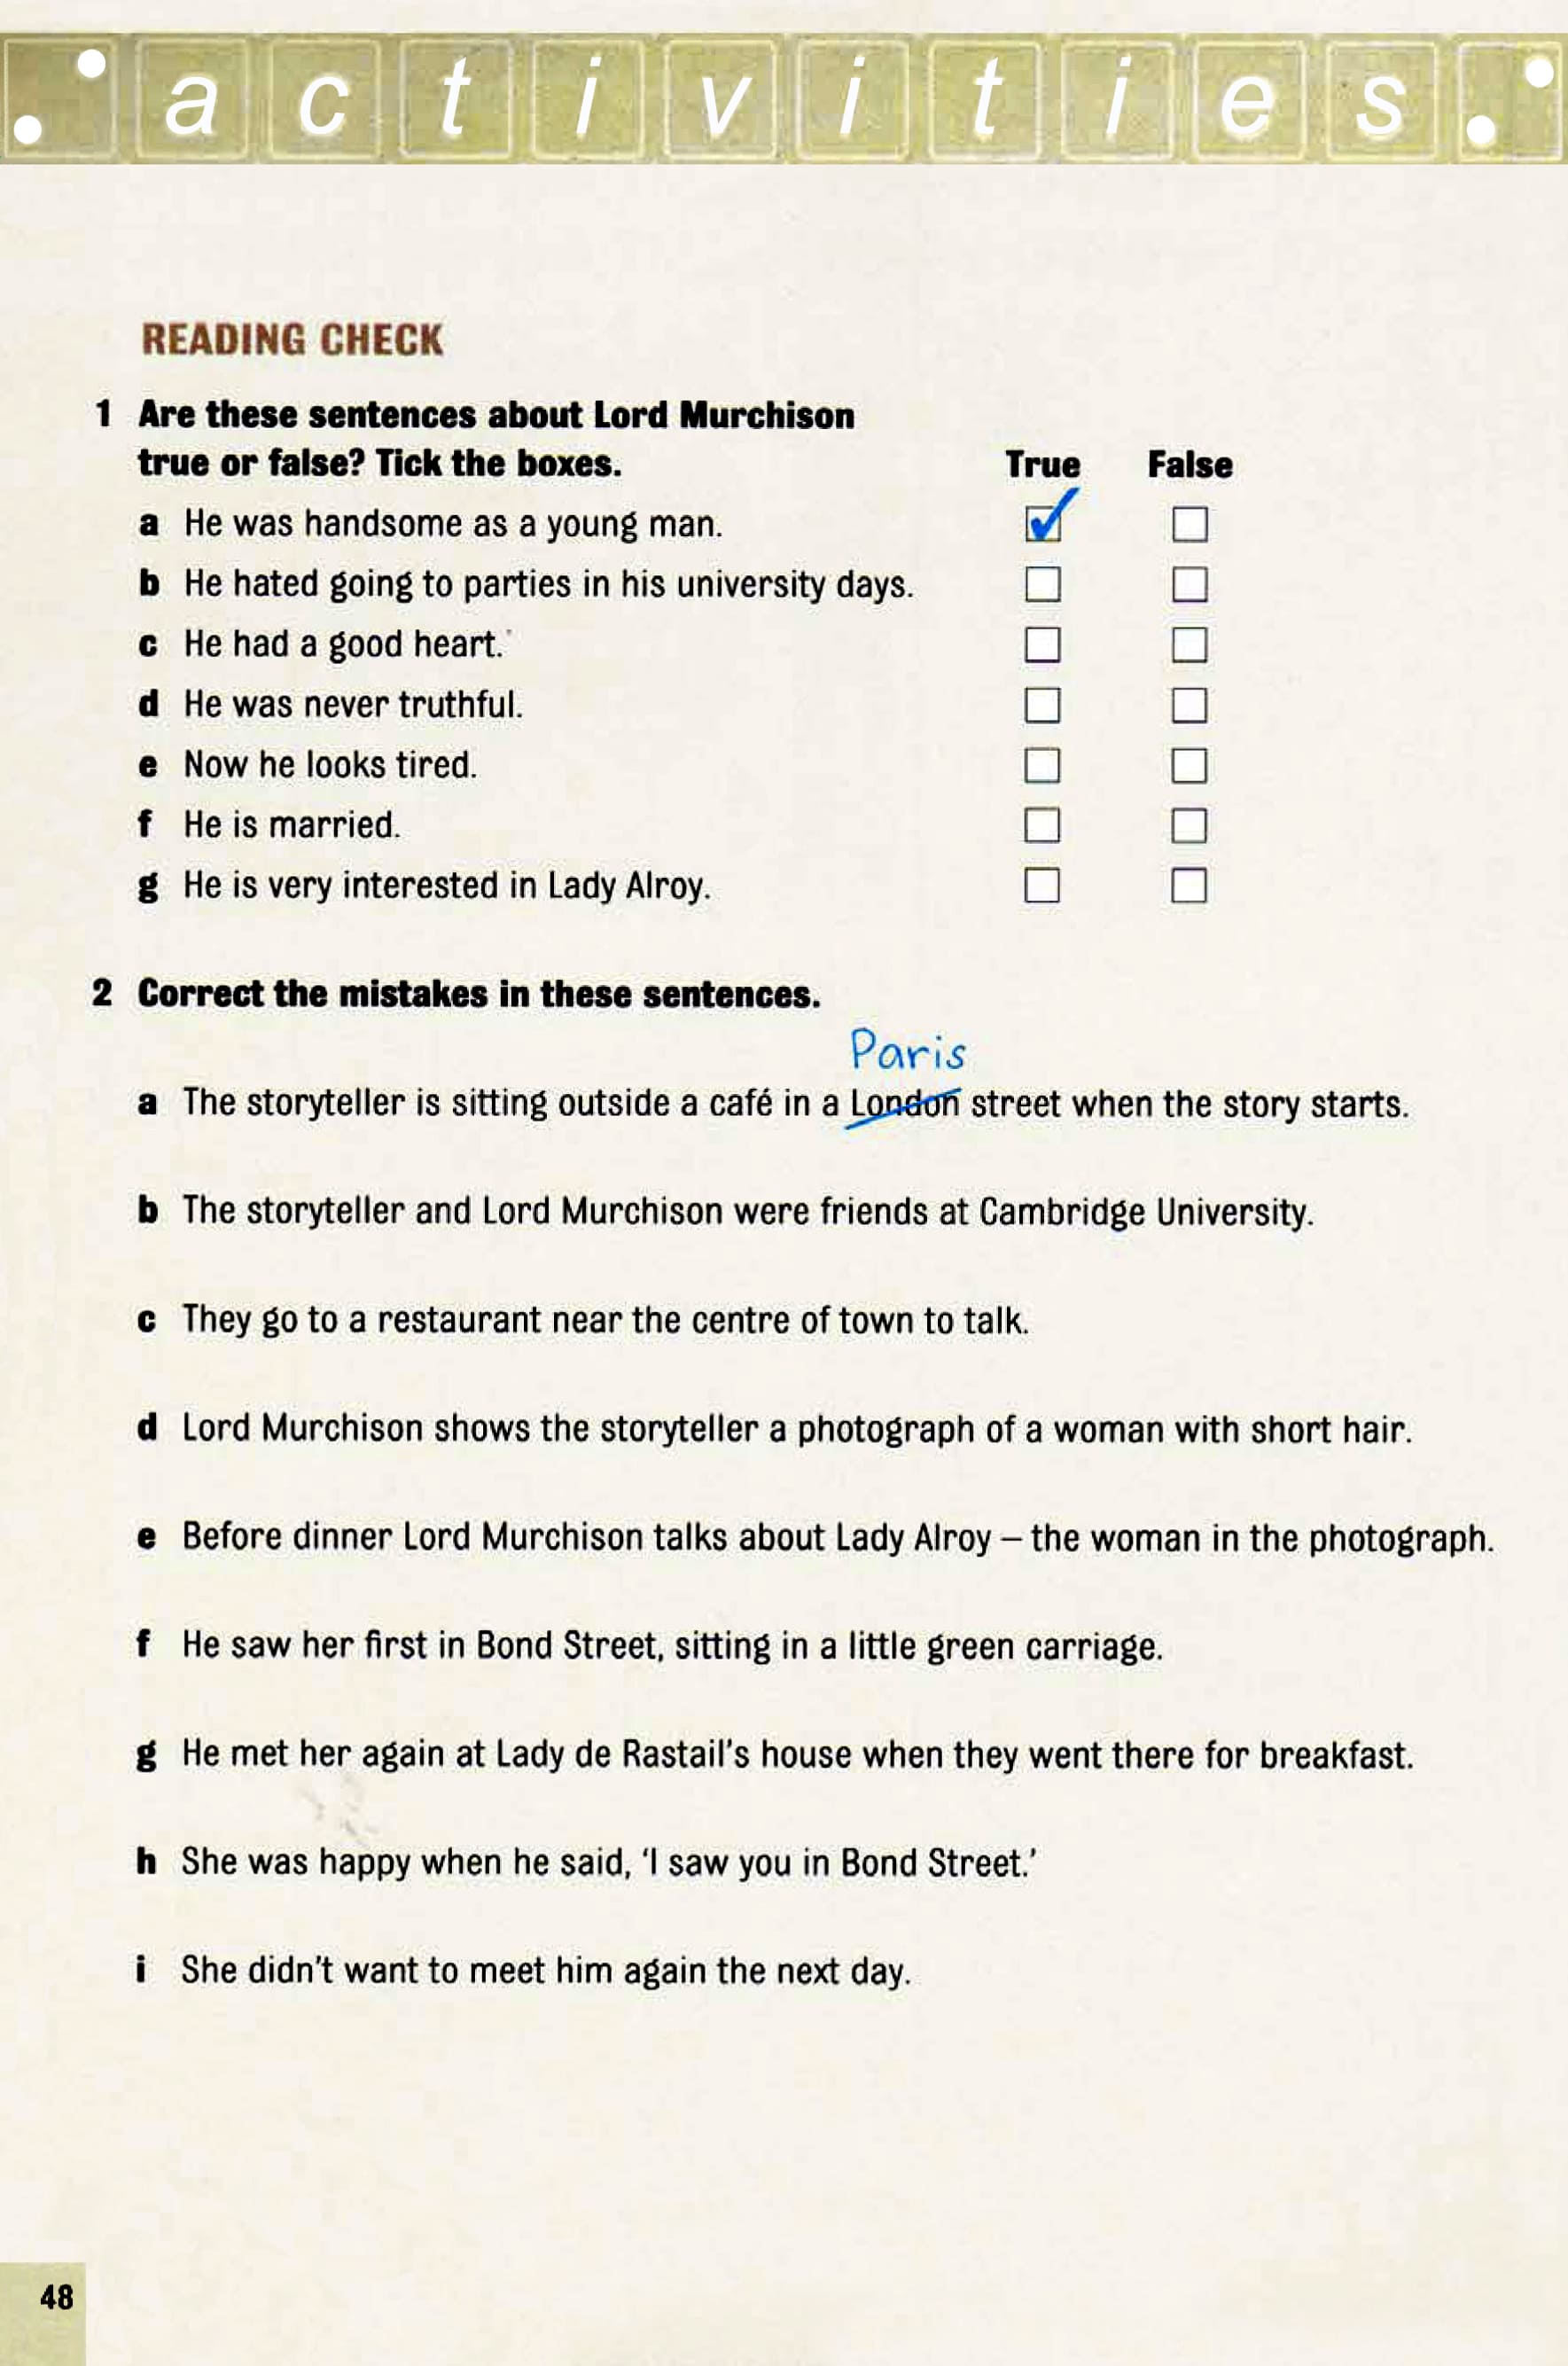 activities
READING CHECK
1 Are these sentences about Lord Murchison
true or false? Tick the boxes. True False
a He was handsome as a young man.
b He hated going to parties in his university days.
c He had a good heart.
d He was never truthful.
e Now he looks tired.
f He is married.
g He is very interested in Lady Alroy.
2 Correct the mistakes in these sentences.
Paris
a The storyteller is sitting outside a café in a London street when the story starts.
b The storyteller and Lord Murchison were friends at Cambridge University.
c They go to a restaurant near the centre of town to talk.
d Lord Murchison shows the storyteller a photograph of a woman with short hair.
e Before dinner Lord Murchison talks about Lady Alroy – the woman in the photograph.
f He saw her first in Bond Street, sitting in a little green carriage.
g He met her again at Lady de Rastail's house when they went there for breakfast.
h She was happy when he said, 'I saw you in Bond Street.'
i She didn't want to meet him again the next day.
48